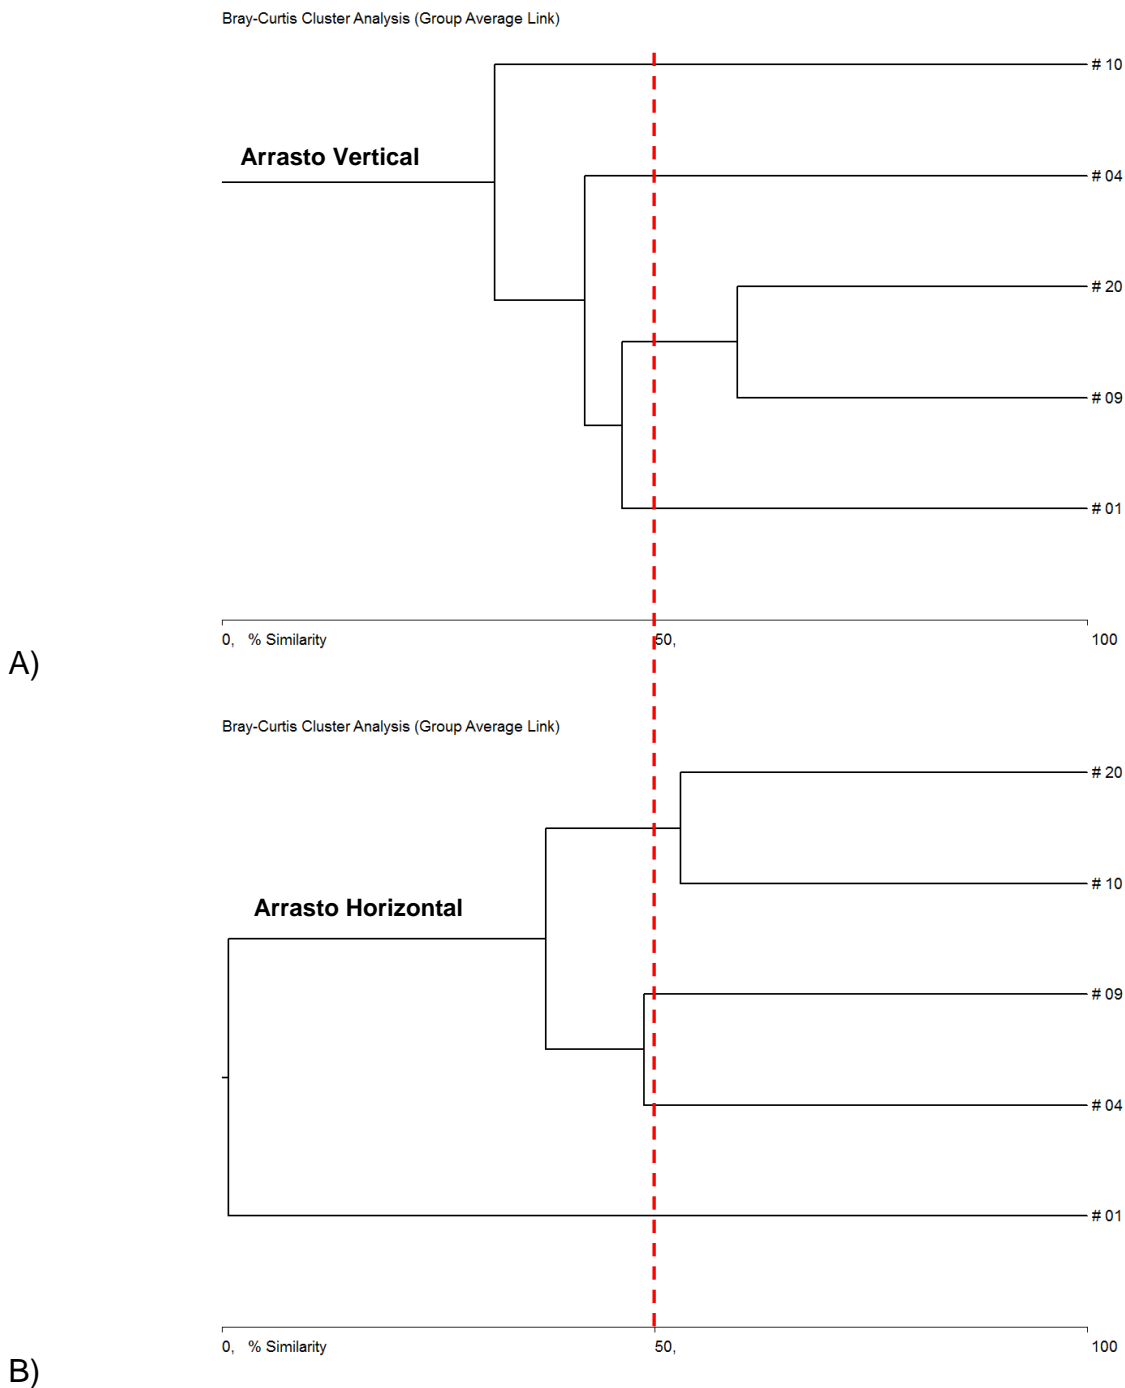 Bray-Curtis Cluster Analysis (Group Average Link)
# 10
Arrasto Vertical
# 04
# 20
# 09
# 01
0, % Similarity 50, 100
A)
Bray-Curtis Cluster Analysis (Group Average Link)
# 20
# 10
Arrasto Horizontal
# 09
# 04
# 01
0, % Similarity 50, 100
B)